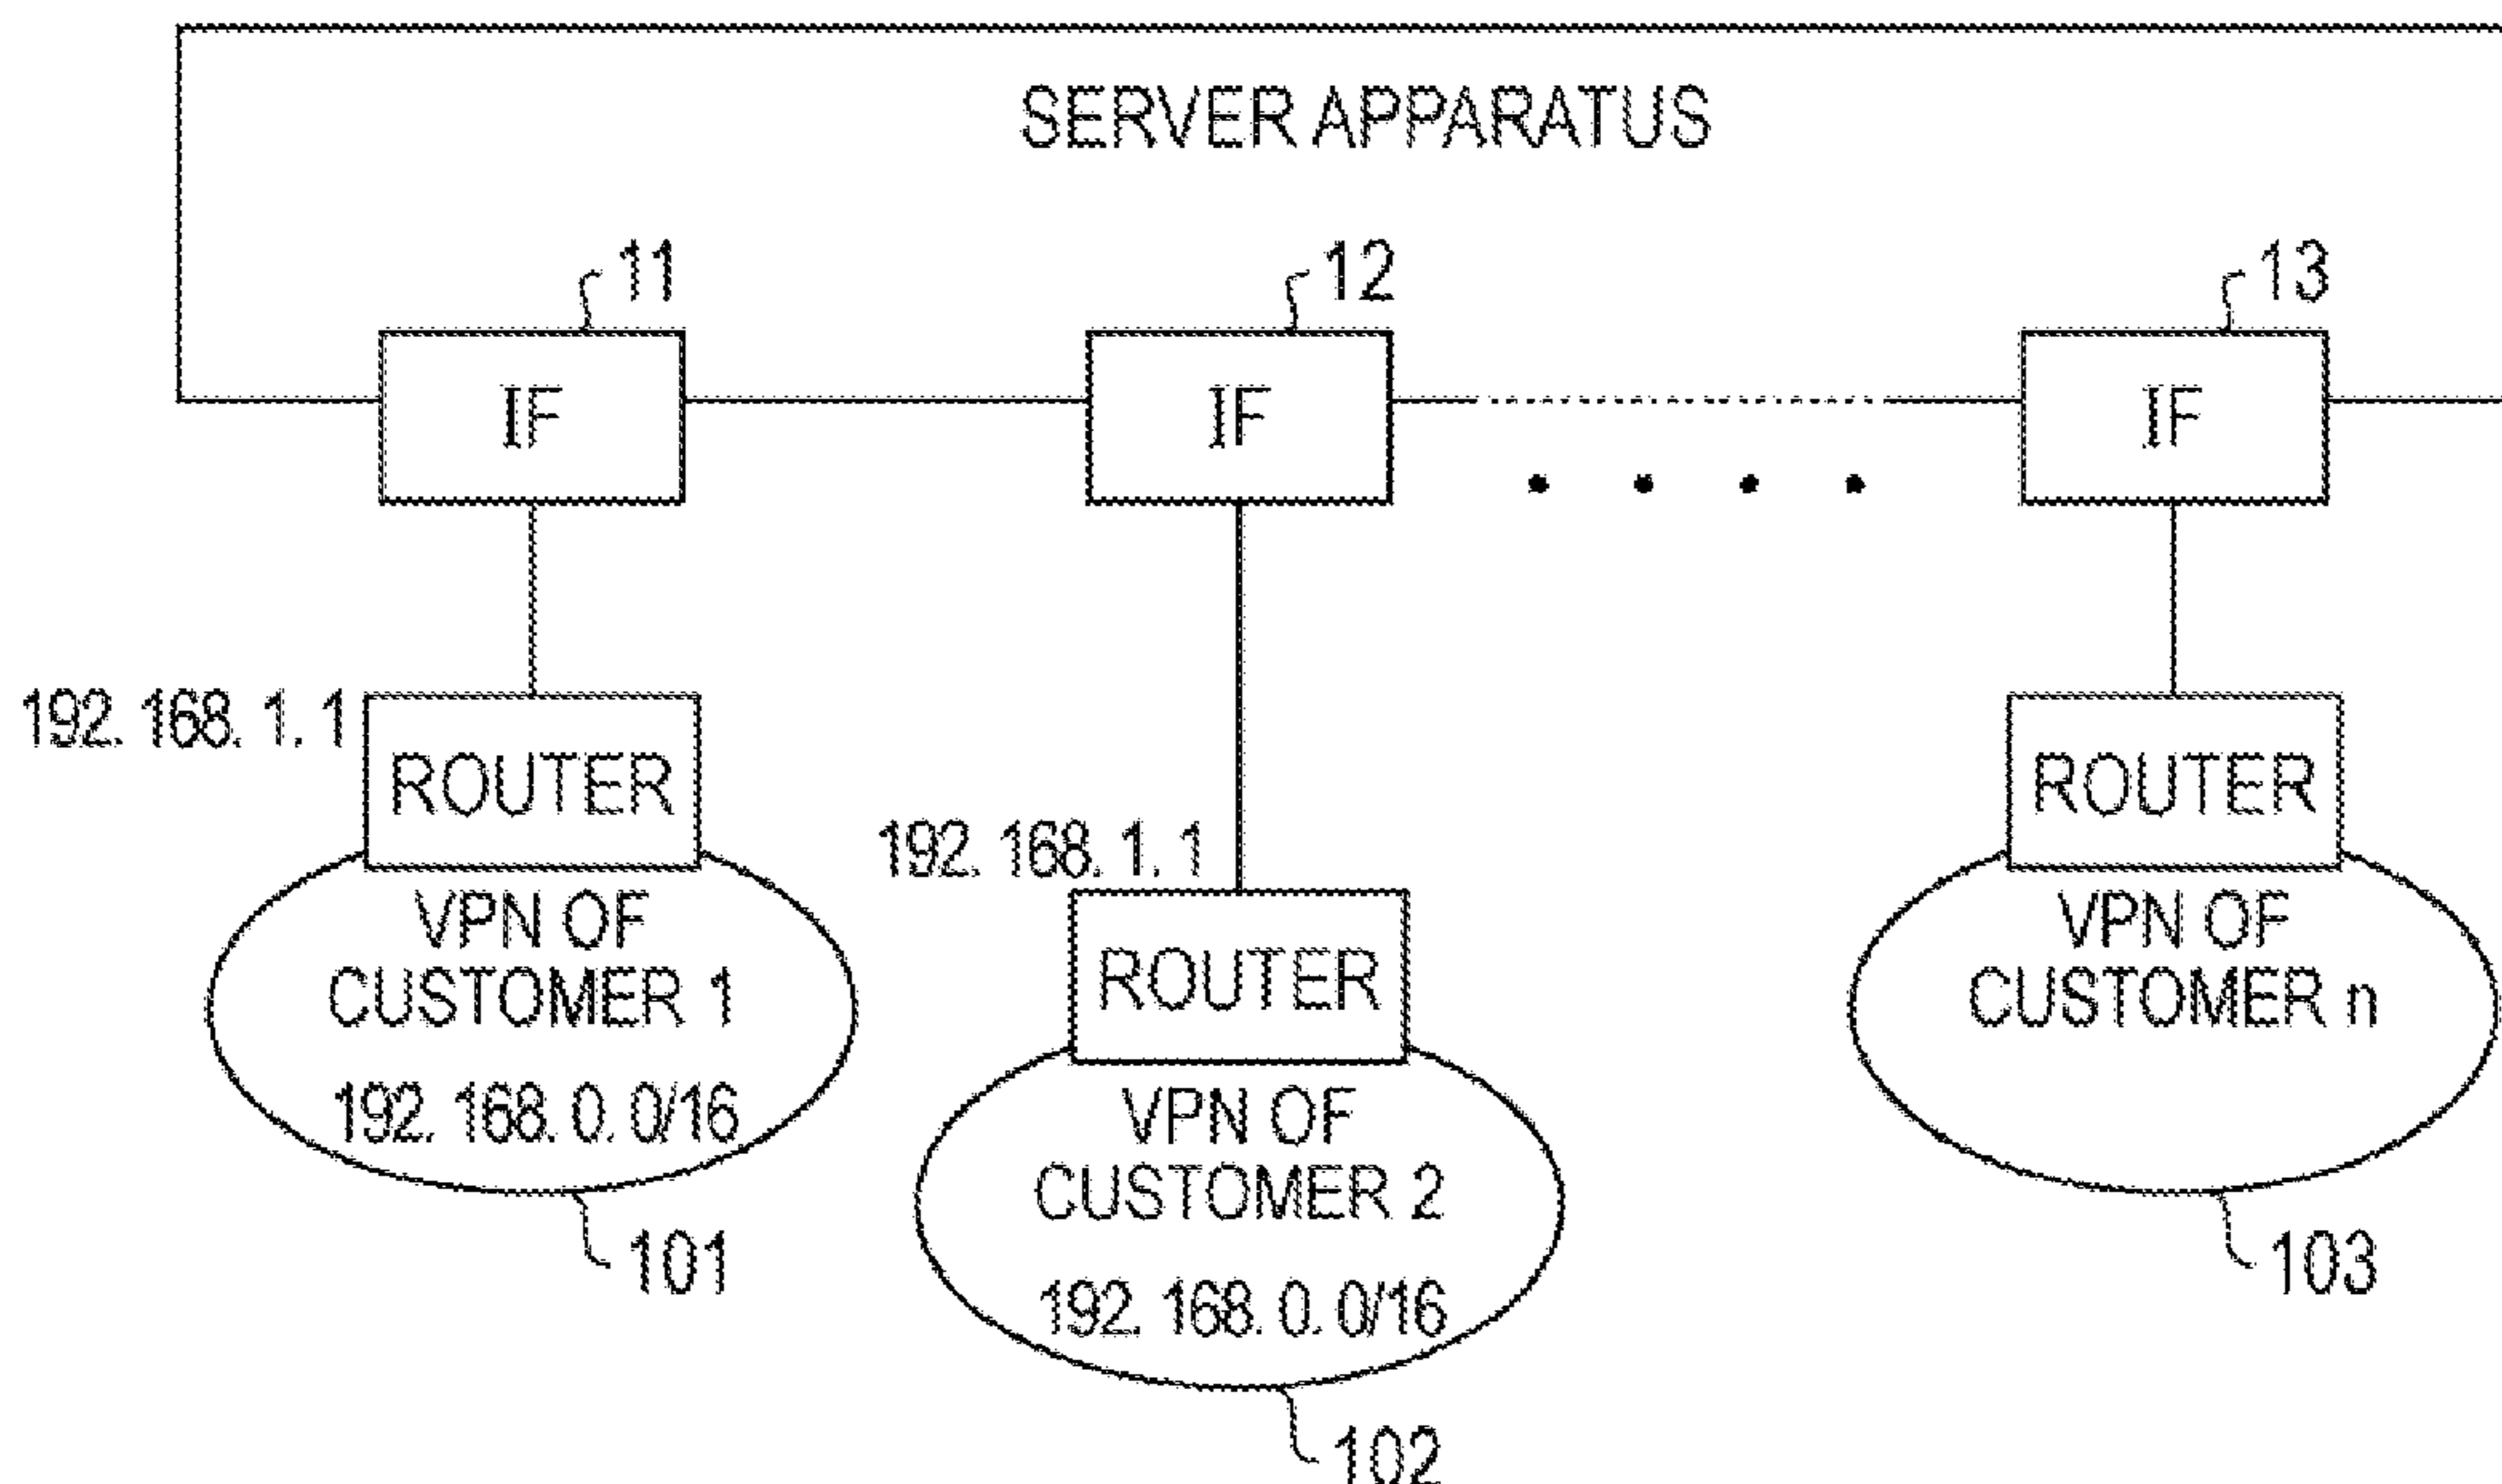 SERVER APPARATUS
11
12
13
IF
IF
IF
192. 168. 1. 1
ROUTER
ROUTER
192. 168. 1. 1
ROUTER
VPN OF
CUSTOMER 1
192. 168. 0. 0/16
VPN OF
CUSTOMER n
VPN OF
CUSTOMER 2
192. 168. 0. 0/16
101
103
102